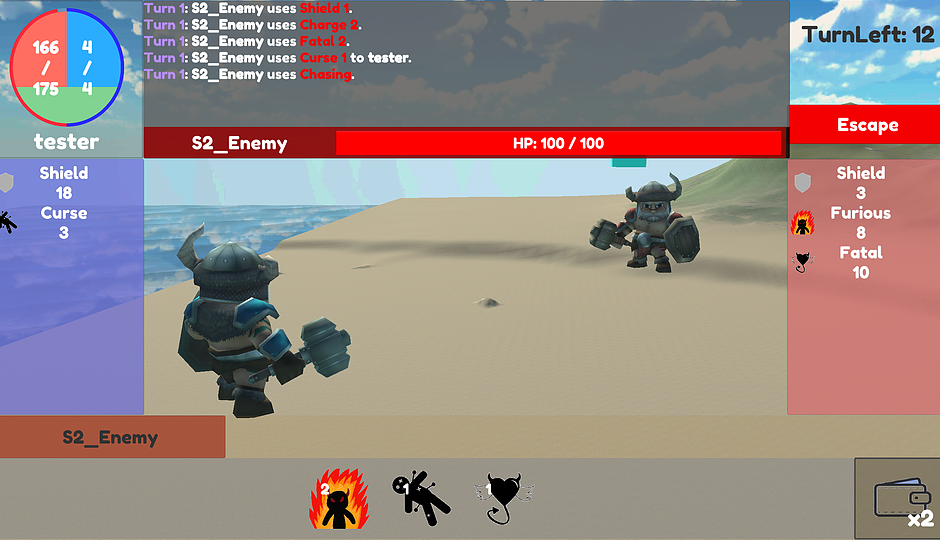 166
/
175
4
/
4
tester
Turn 1: S2_Enemy uses Shield 1.
Turn 1: S2_Enemy uses Charge 2.
Turn 1: S2_Enemy uses Fatal 2.
Turn 1: S2_Enemy uses Curse 1 to tester.
Turn 1: S2_Enemy uses Chasing.
TurnLeft: 12
Escape
S2_Enemy
HP: 100 / 100
Shield
18
Curse
3
Shield
3
Furious
8
Fatal
10
S2_Enemy
2
1
1
x2